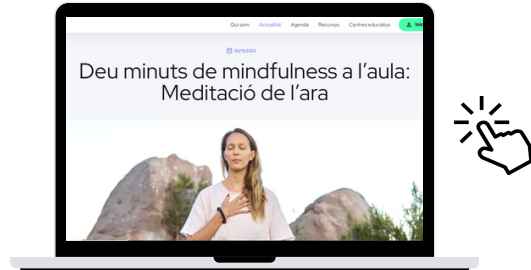 Qui som Actualitat Agenda Recursos Centres educatius
Deu minuts de mindfulness a l'aula:
Meditació de l'ara